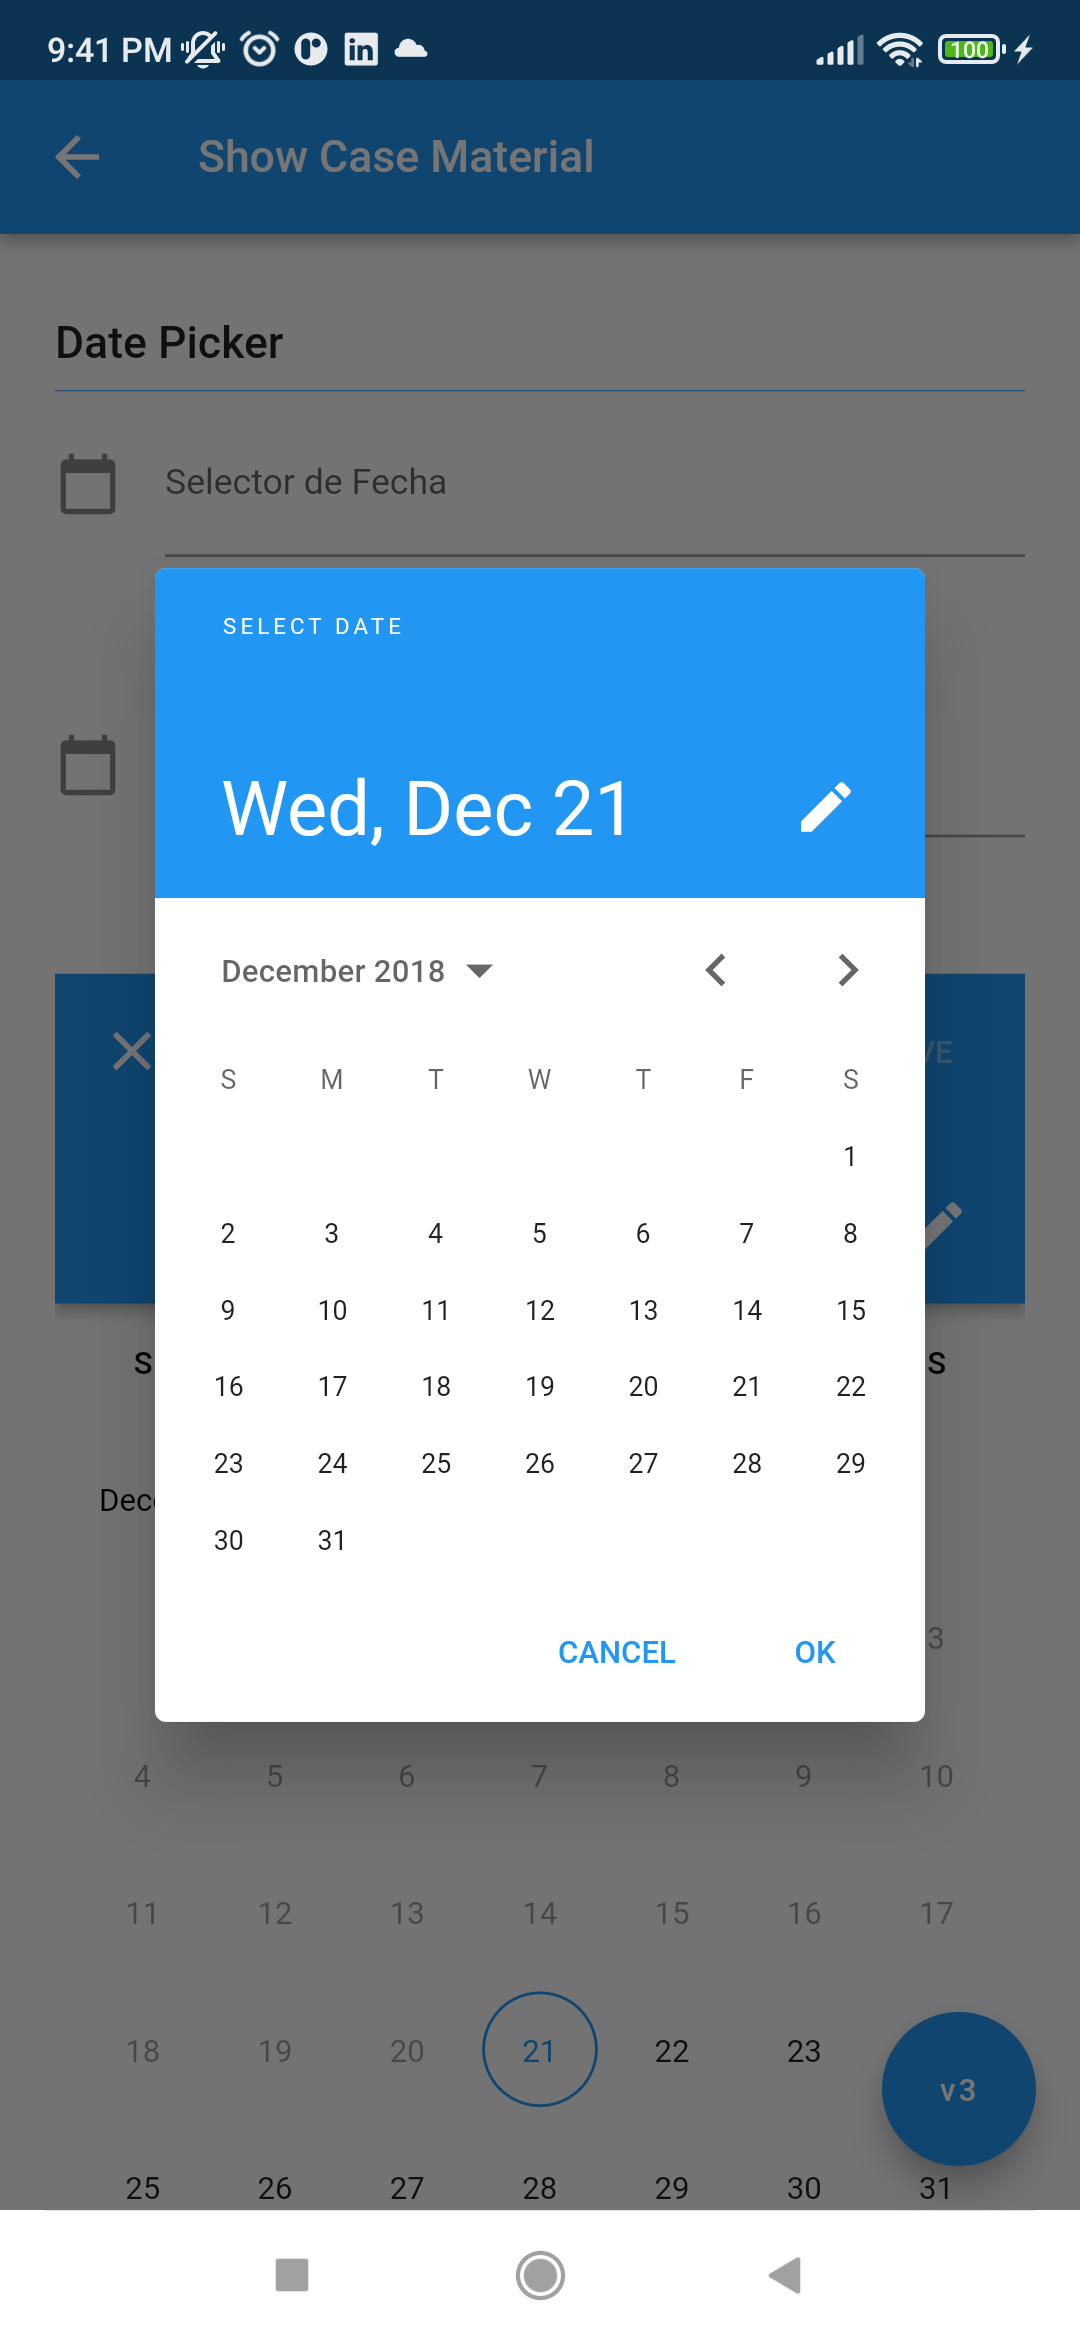 9:41 PM
100
Show Case Material
Date Picker
Selector de Fecha
SELECT DATE
Wed, Dec 21
December 2018
VE
S M T W T F S
1
2 3 4 5 6 7 8
9 10 11 12 13 14 15
16 17 18 19 20 21 22
23 24 25 26 27 28 29
30 31
S S
Dec
CANCEL OK
3
4 5 6 7 8 9 10
11 12 13 14 15 16 17
18 19 20 21 22 23
v3
25 26 27 28 29 30 31